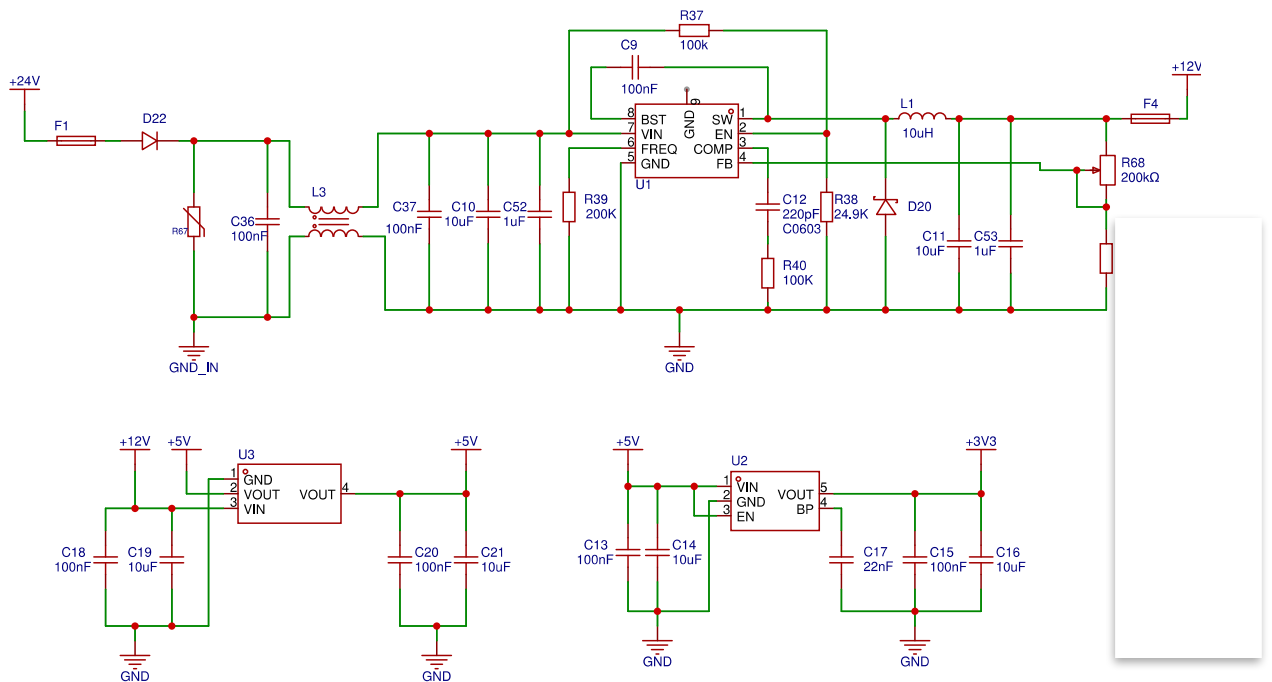 R37
100k
C9
100nF
+24V
+12V
F1
D22
9
GND
8
BST
SW
1
7
VIN
EN
2
6
FREQ
COMP
3
5
GND
FB
4
U1
L1
10uH
F4
R68
200kΩ
R67
C36
100nF
L3
C37
100nF
C10
10uF
C52
1uF
R39
200K
C12
220pF
C0603
R38
24.9K
D20
R40
100K
C11
10uF
C53
1uF
GND_IN
GND
+12V
+5V
U3
1
GND
2
VOUT
3
VIN
VOUT
4
+5V
C18
100nF
C19
10uF
C20
100nF
C21
10uF
GND
GND
+5V
U2
1
VIN
2
GND
3
EN
VOUT
5
BP
4
+3V3
C13
100nF
C14
10uF
C17
22nF
C15
100nF
C16
10uF
GND
GND